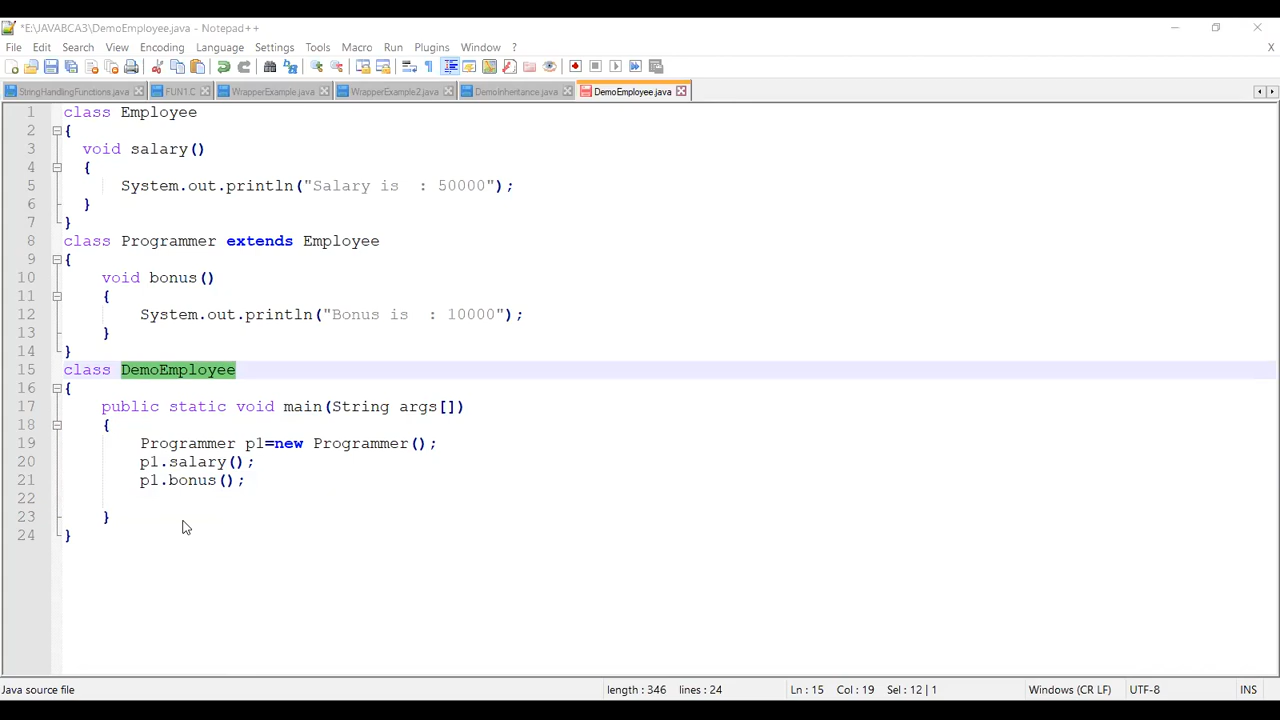 *E:\JAVABCA3\DemoEmployee.java - Notepad++
File Edit Search View Encoding Language Settings Tools Macro Run Plugins Window ? X
StringHandlingFunctions.java FUN1.C WrapperExample.java WrapperExample2.java DemoInheritance.java DemoEmployee.java
1 class Employee
2 {
3 void salary()
4 {
5 System.out.println("Salary is  : 50000");
6 }
7 }
8 class Programmer extends Employee
9 {
10 void bonus()
11 {
12 System.out.println("Bonus is  : 10000");
13 }
14 }
15 class DemoEmployee
16 {
17 public static void main(String args[])
18 {
19 Programmer p1=new Programmer();
20 p1.salary();
21 p1.bonus();
22
23 }
24 }
Java source file length : 346 lines : 24 Ln : 15 Col : 19 Sel : 12 | 1 Windows (CR LF) UTF-8 INS